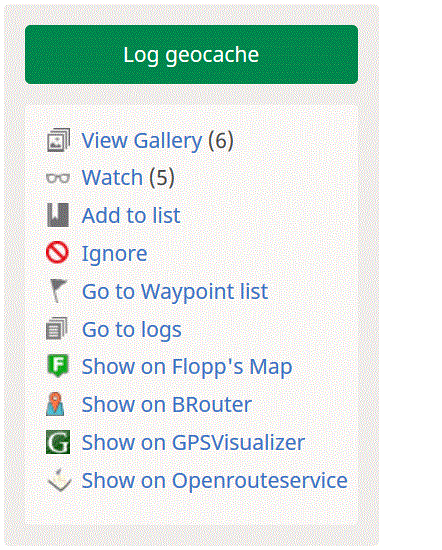 Log geocache
View Gallery (6)
Watch (5)
Add to list
Ignore
Go to Waypoint list
Go to logs
Show on Flopp's Map
Show on BRouter
Show on GPSVisualizer
Show on Openrouteservice